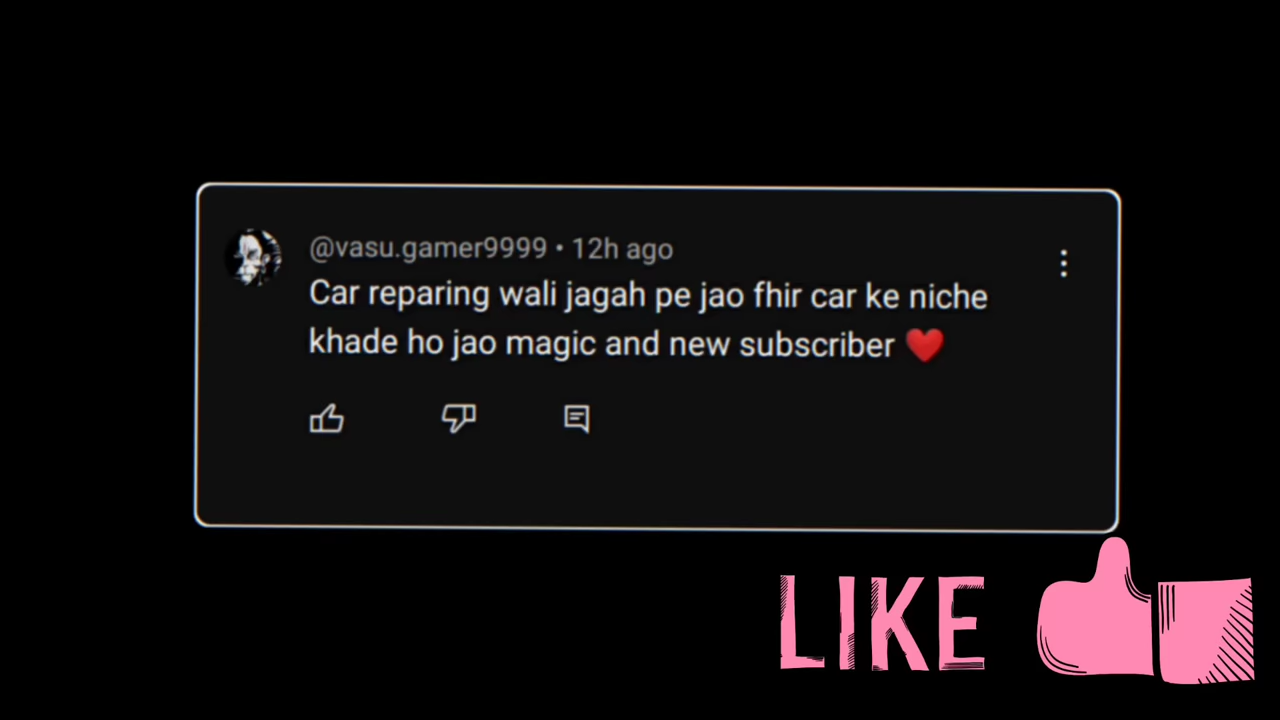 @vasu.gamer9999 • 12h ago
Car reparing wali jagah pe jao fhir car ke niche
khade ho jao magic and new subscriber ❤️
LIKE